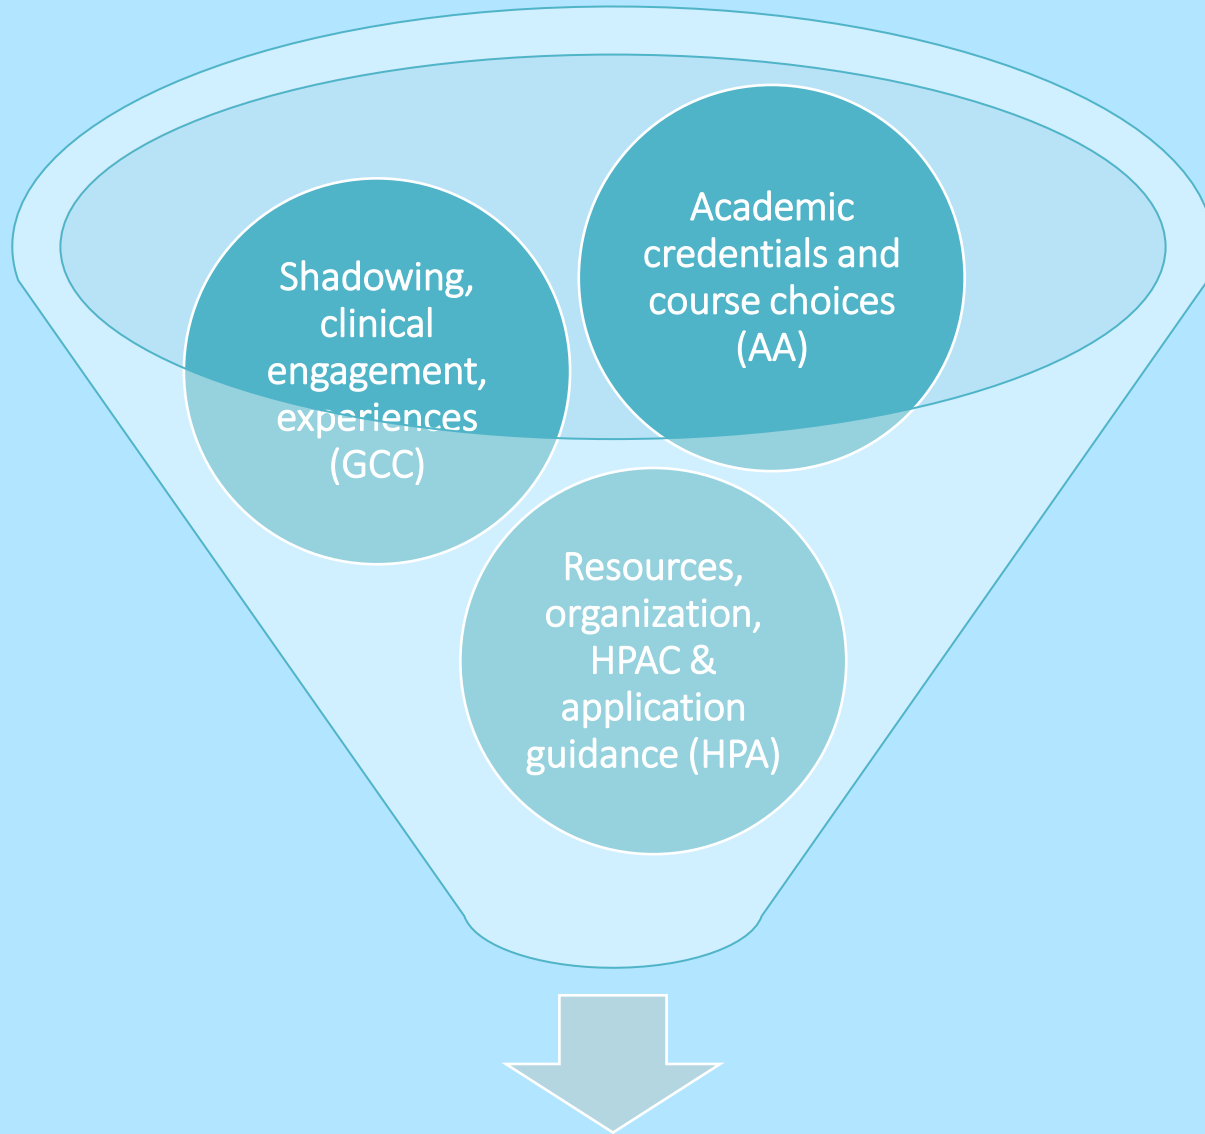 Academic
credentials and
course choices
(AA)
Shadowing,
clinical
engagement,
experiences
(GCC)
Resources,
organization,
HPAC &
application
guidance (HPA)